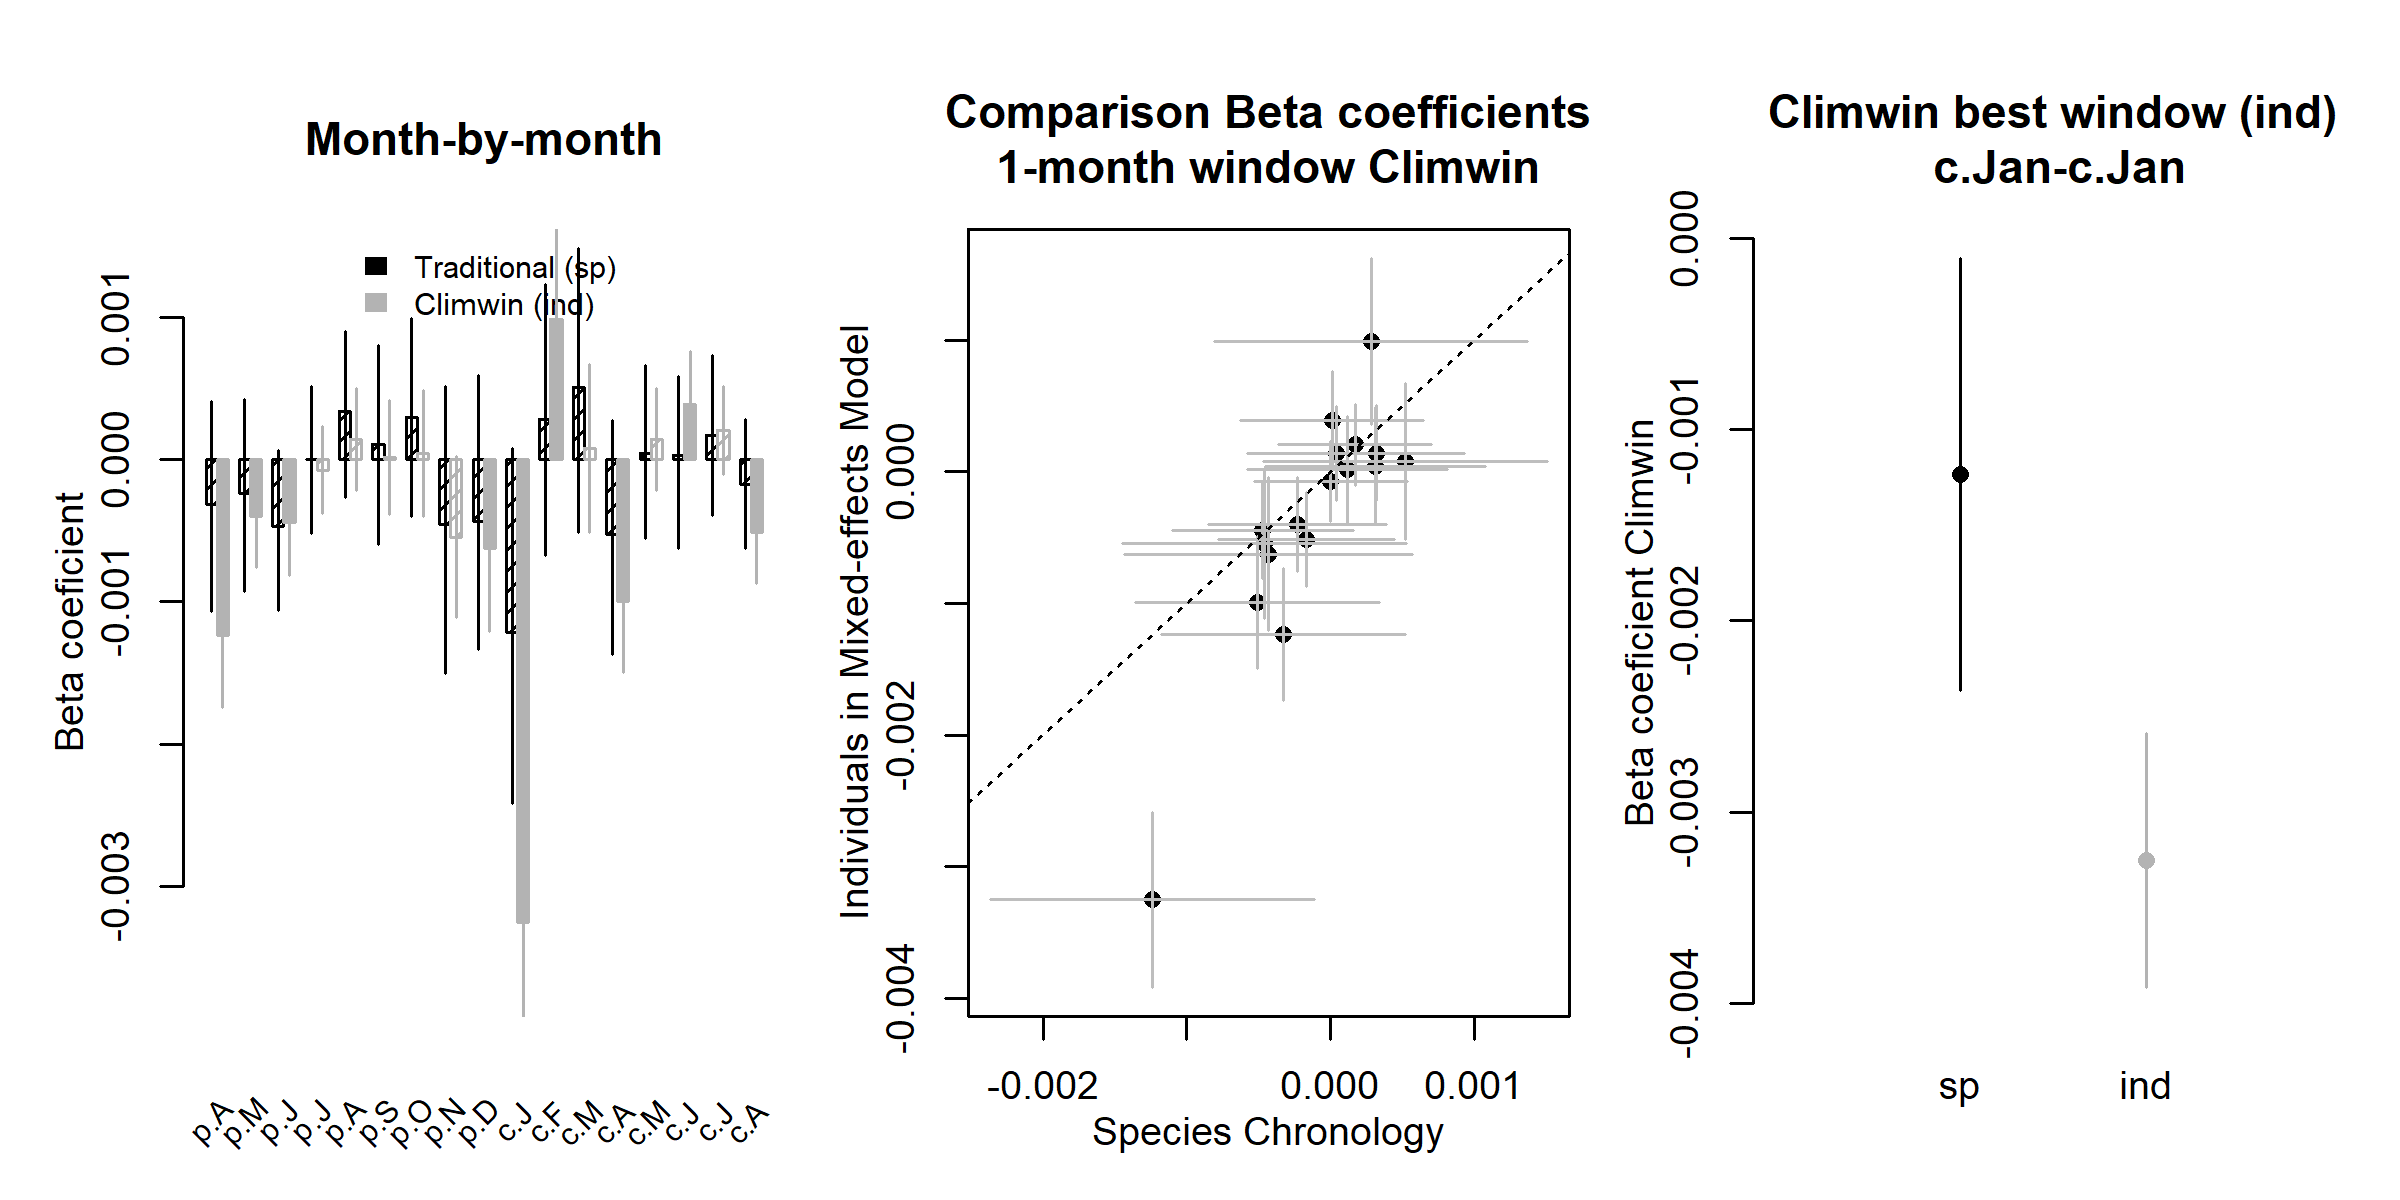 Month-by-month
Traditional (sp)
Climwin (ind)
Beta coeficient
0.001
0.000
-0.001
-0.003
p.A
p.M
p.J
p.J
p.A
p.S
p.O
p.N
p.D
c.J
c.F
c.M
c.A
c.M
c.J
c.J
c.A
Comparison Beta coefficients
1-month window Climwin
Individuals in Mixed-effects Model
0.000
-0.002
-0.004
-0.002
0.000
0.001
Species Chronology
Climwin best window (ind)
c.Jan-c.Jan
Beta coeficient Climwin
0.000
-0.001
-0.002
-0.003
-0.004
sp
ind